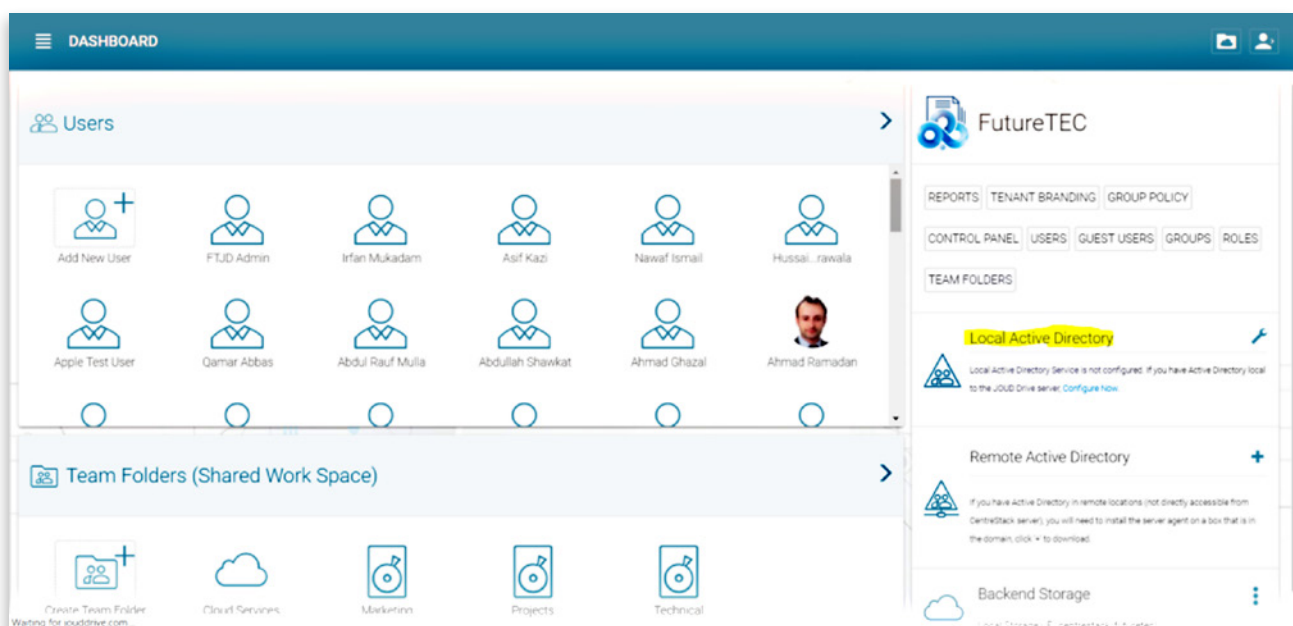 DASHBOARD
Users
Add New User
FTJD Admin
Irfan Mukadam
Asif Kazi
Nawaf Ismail
Hussai...rawala
Apple Test User
Qamar Abbas
Abdul Rauf Mulla
Abdullah Shawkat
Ahmad Ghazal
Ahmad Ramadan
Team Folders (Shared Work Space)
Create Team Folder
Cloud Services
Marketing
Projects
Technical
Waiting for jouddrive.com...
FutureTEC
REPORTS TENANT BRANDING GROUP POLICY
CONTROL PANEL USERS GUEST USERS GROUPS ROLES
TEAM FOLDERS
Local Active Directory
Local Active Directory Service is not configured. If you have Active Directory local
to the JOUD Drive server, Configure Now.
Remote Active Directory
If you have Active Directory in remote locations (not directly accessible from
CentreStack server), you will need to install the server agent on a box that is in
the domain, click '+' to download.
Backend Storage